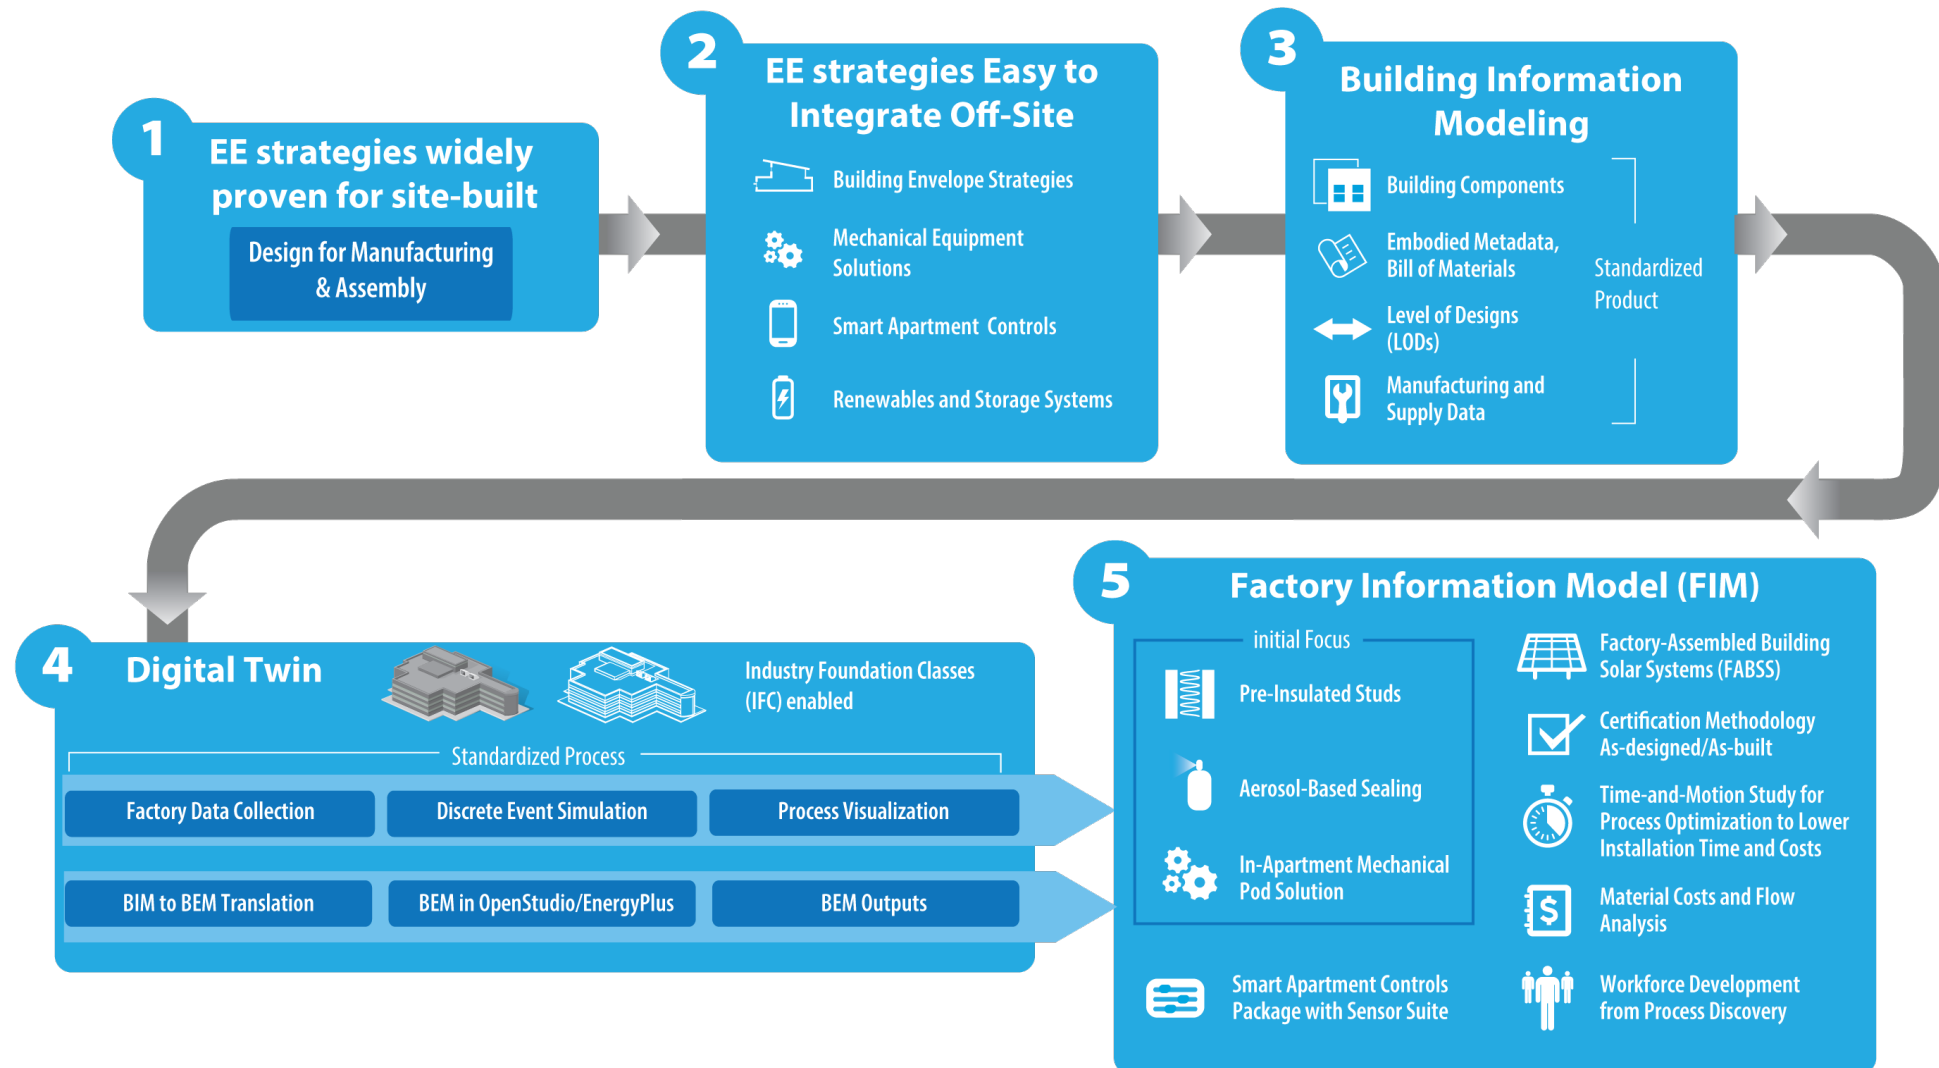 1
EE strategies widely
proven for site-built
Design for Manufacturing
& Assembly
2
EE strategies Easy to
Integrate Off-Site
Building Envelope Strategies
Mechanical Equipment
Solutions
Smart Apartment Controls
Renewables and Storage Systems
3
Building Information
Modeling
Building Components
Embodied Metadata,
Bill of Materials
Level of Designs
(LODs)
Manufacturing and
Supply Data
Standardized
Product
4
Digital Twin
Industry Foundation Classes
(IFC) enabled
Standardized Process
Factory Data Collection
Discrete Event Simulation
Process Visualization
BIM to BEM Translation
BEM in OpenStudio/EnergyPlus
BEM Outputs
5
Factory Information Model (FIM)
initial Focus
Pre-Insulated Studs
Aerosol-Based Sealing
In-Apartment Mechanical
Pod Solution
Smart Apartment Controls
Package with Sensor Suite
Factory-Assembled Building
Solar Systems (FABSS)
Certification Methodology
As-designed/As-built
Time-and-Motion Study for
Process Optimization to Lower
Installation Time and Costs
$
Material Costs and Flow
Analysis
Workforce Development
from Process Discovery